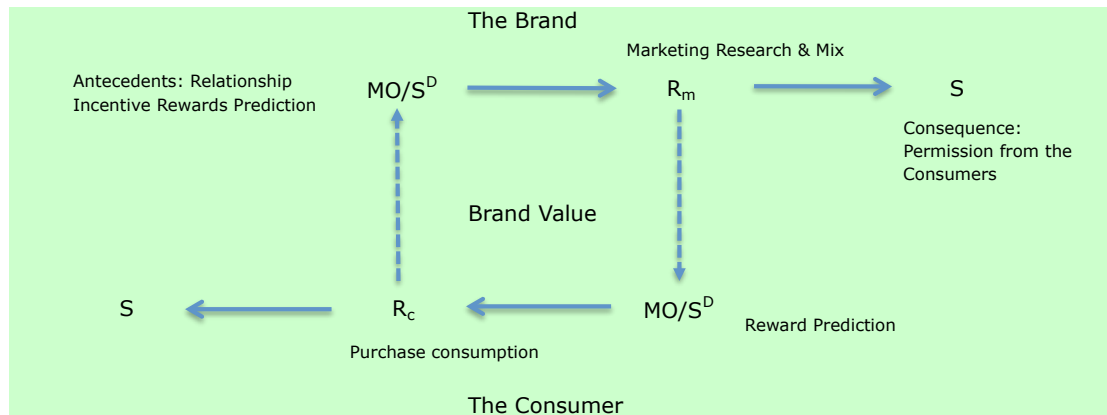 The Brand
Marketing Research & Mix
Antecedents: Relationship
Incentive Rewards Prediction
MO/S^D
R_m
S
Consequence:
Permission from the
Consumers
Brand Value
S
R_c
MO/S^D
Reward Prediction
Purchase consumption
The Consumer